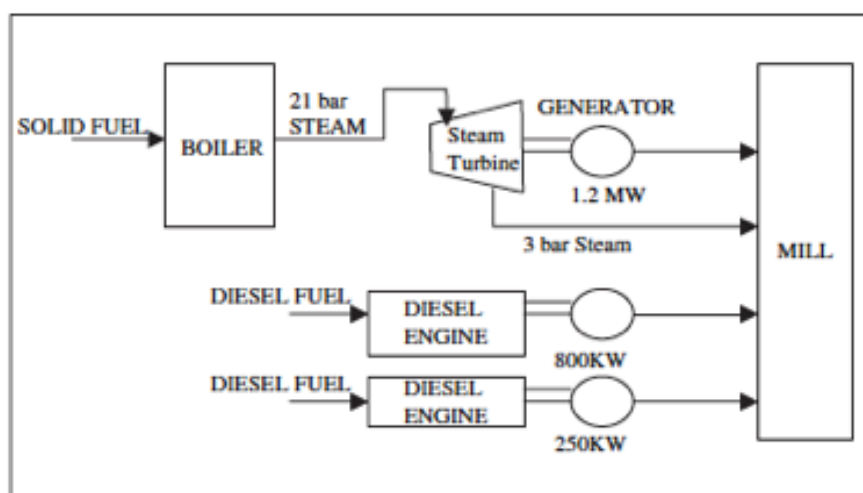 21 bar
STEAM
SOLID FUEL
BOILER
Steam
Turbine
GENERATOR
1.2 MW
3 bar Steam
MILL
DIESEL FUEL
DIESEL
ENGINE
800KW
DIESEL FUEL
DIESEL
ENGINE
250KW